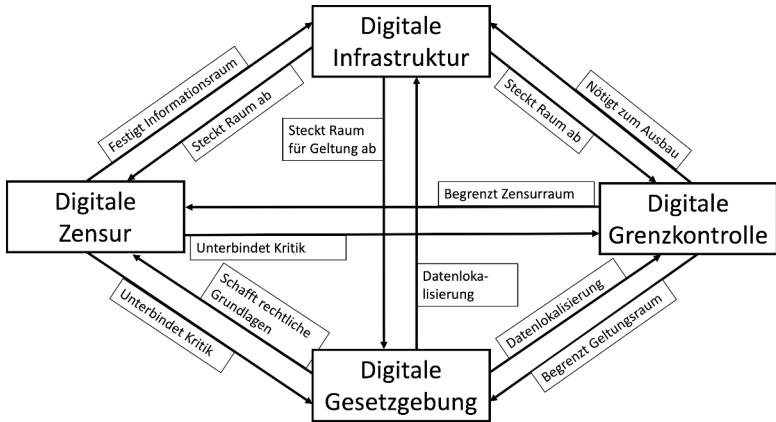 Digitale
Infrastruktur
Festigt Informationsraum
Steckt Raum ab
Steckt Raum
für Geltung ab
Steckt Raum ab
Nötigt zum Ausbau
Digitale
Zensur
Begrenzt Zensurraum
Unterbindet Kritik
Digitale
Grenzkontrolle
Unterbindet Kritik
Schafft rechtliche
Grundlagen
Datenloka-
lisierung
Datenlokalisierung
Begrenzt Geltungsraum
Digitale
Gesetzgebung